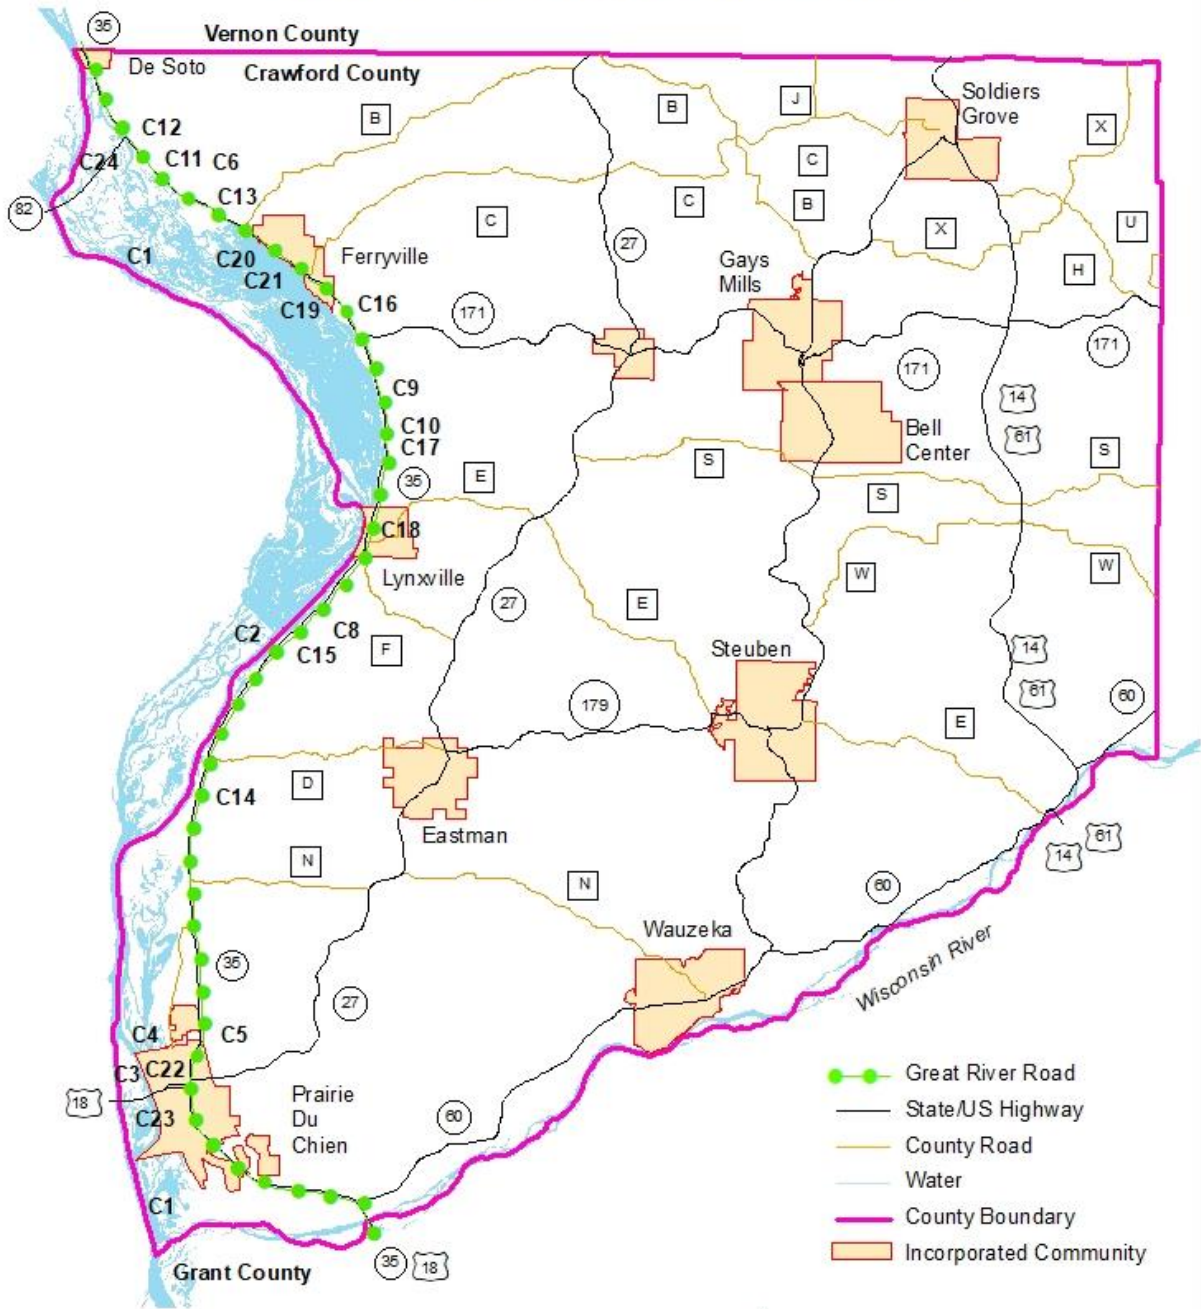 35
Vernon County
De Soto
Crawford County
B
B
J
Soldiers
Grove
X
C12
C24
C11
C6
C
82
C13
C
C
B
X
U
27
C1
C20
Ferryville
Gays
Mills
H
C21
C19
C16
171
171
171
C9
14
C10
Bell
Center
61
C17
35
E
S
S
S
C18
Lynxville
W
W
27
E
C2
C8
C15
F
Steuben
14
61
60
179
E
D
C14
Eastman
N
14
61
N
60
Wauzeka
Wisconsin River
35
27
C4
C5
C3
C22
18
C23
Prairie
Du
Chien
60
C1
35
18
Grant County
Great River Road
State/US Highway
County Road
Water
County Boundary
Incorporated Community